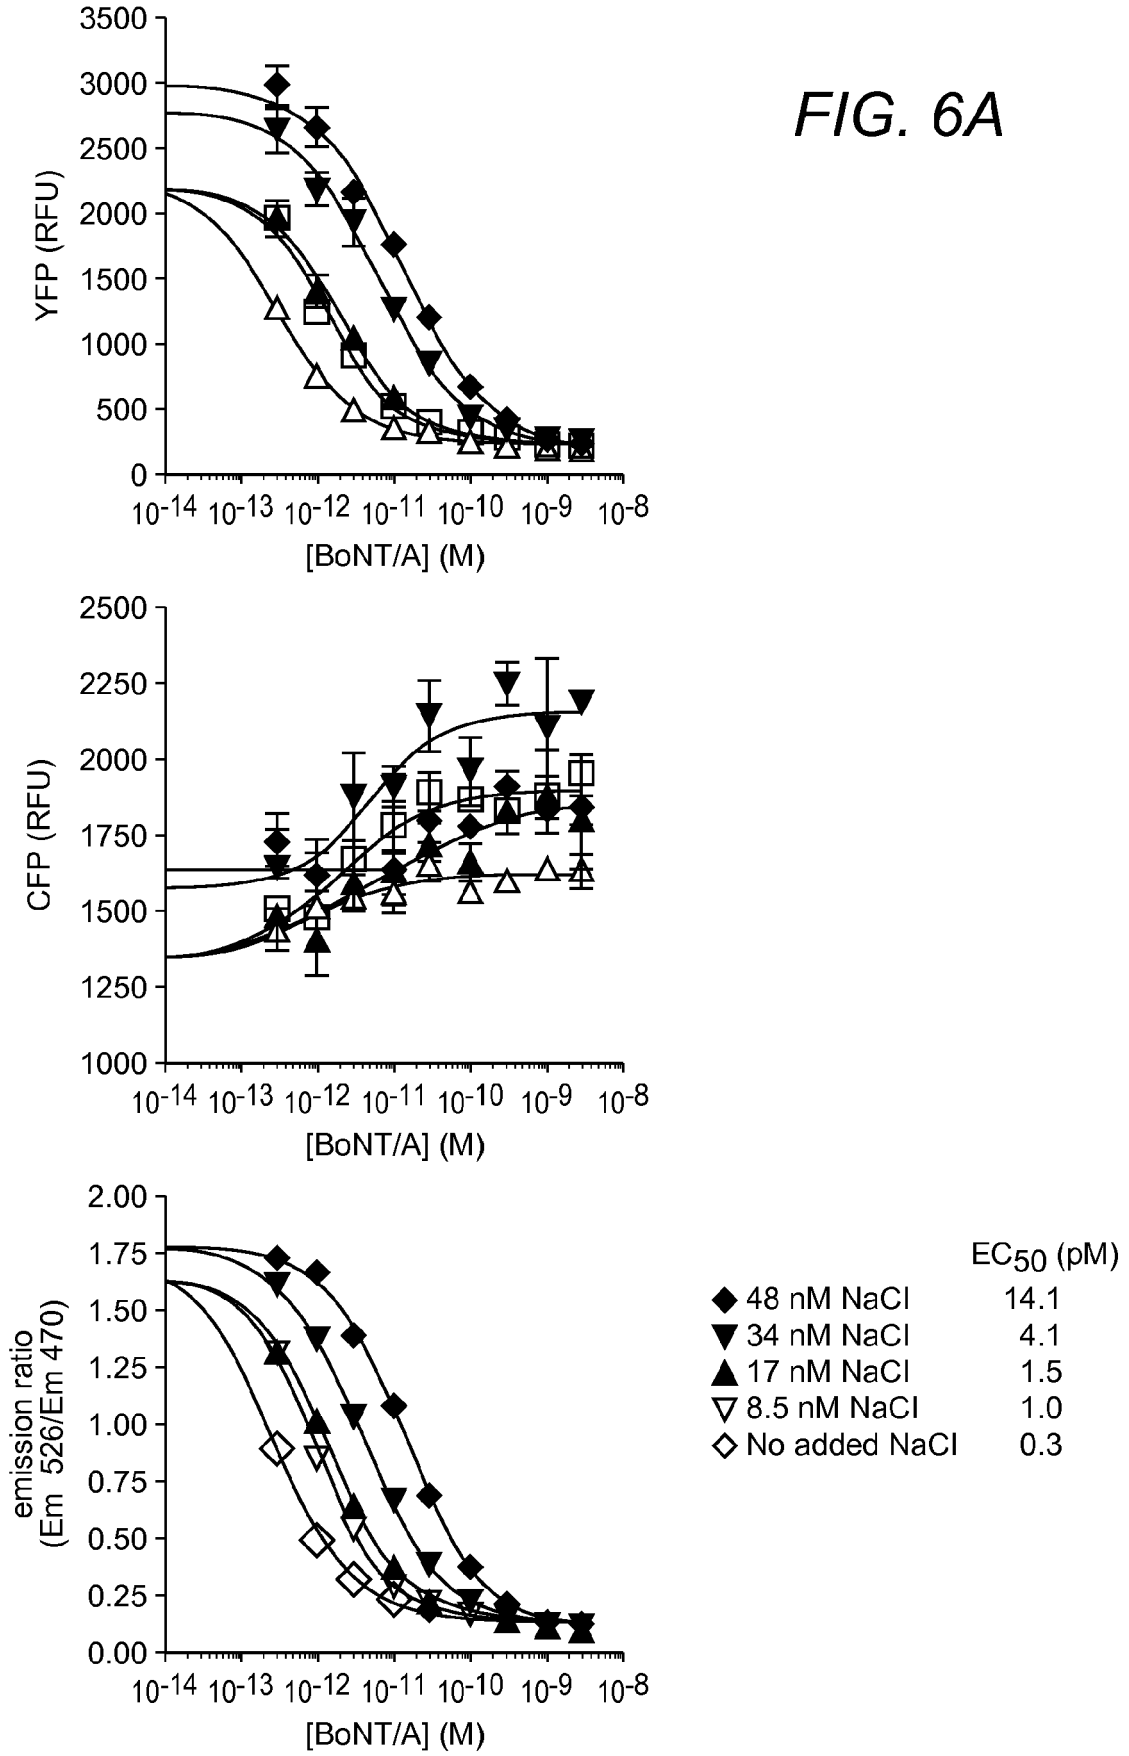 FIG. 6A
YFP (RFU)
3500
3000
2500
2000
1500
1000
500
0
10-14 10-13 10-12 10-11 10-10 10-9 10-8
[BoNT/A] (M)
CFP (RFU)
2500
2250
2000
1750
1500
1250
1000
10-14 10-13 10-12 10-11 10-10 10-9 10-8
[BoNT/A] (M)
emission ratio
(Em 526/Em 470)
2.00
1.75
1.50
1.25
1.00
0.75
0.50
0.25
0.00
10-14 10-13 10-12 10-11 10-10 10-9 10-8
[BoNT/A] (M)
EC50 (pM)
48 nM NaCl 14.1
34 nM NaCl 4.1
17 nM NaCl 1.5
8.5 nM NaCl 1.0
No added NaCl 0.3